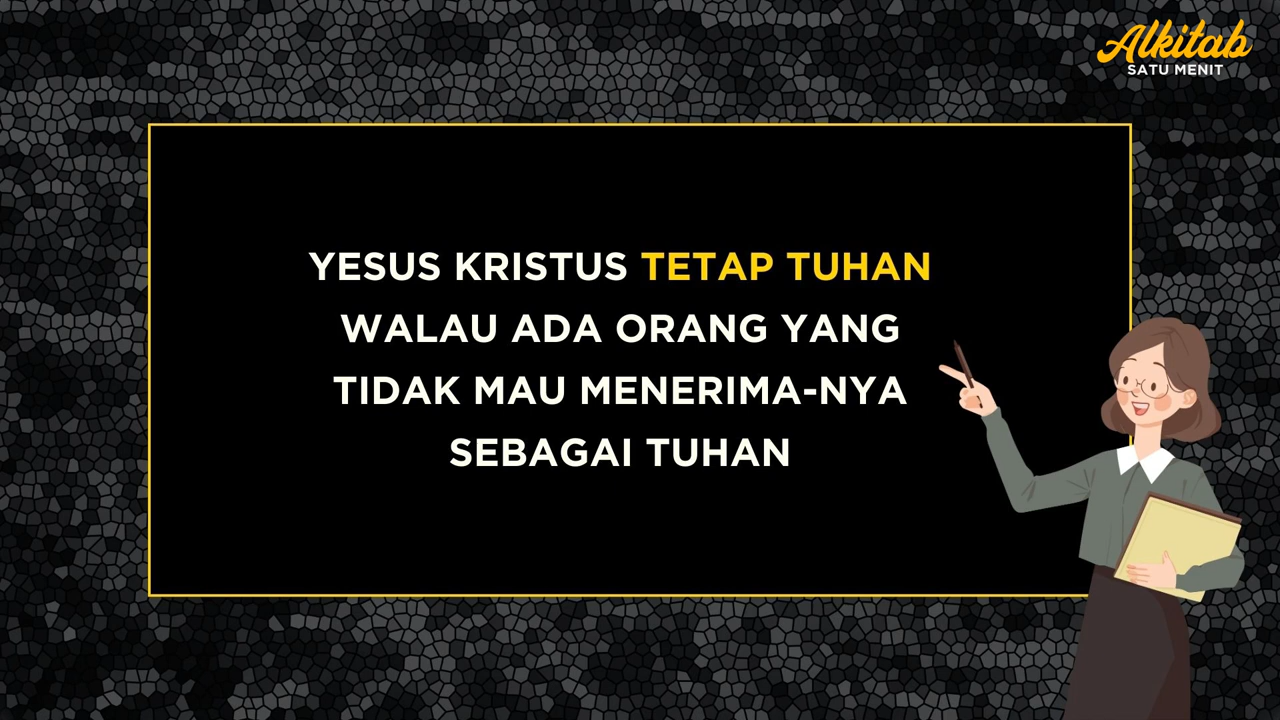 Alkitab
SATU MENIT
YESUS KRISTUS TETAP TUHAN
WALAU ADA ORANG YANG
TIDAK MAU MENERIMA-NYA
SEBAGAI TUHAN